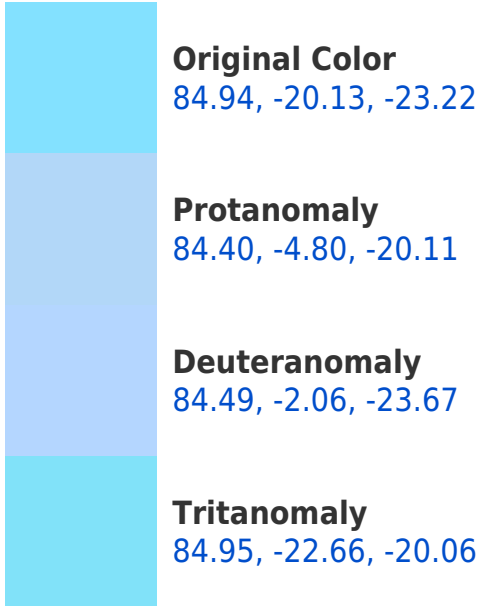 Original Color
84.94, -20.13, -23.22
Protanomaly
84.40, -4.80, -20.11
Deuteranomaly
84.49, -2.06, -23.67
Tritanomaly
84.95, -22.66, -20.06